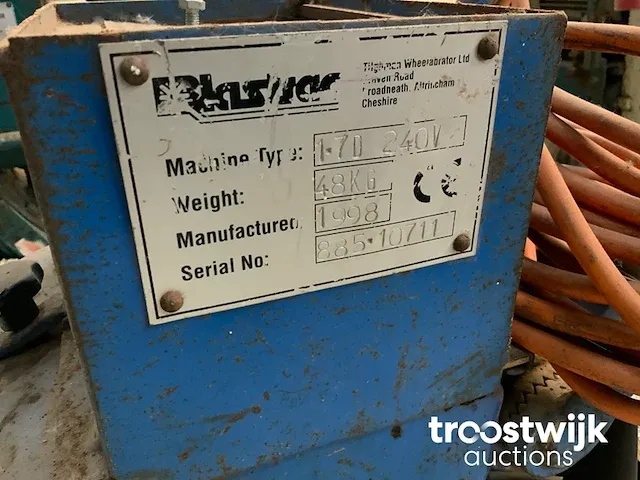 Blastrac
Tilghman Wheelabrator Ltd
Road
Broadheath, Altrincham
Cheshire
Machine Type: 1-7D 240V
Weight: 48KG
CE
Manufactured 1998
Serial No: 885-10711
troostwijk
auctions